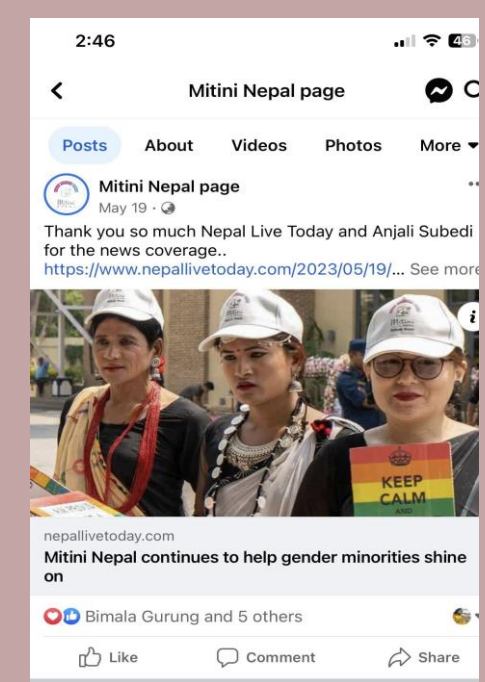 2:46
46
Mitini Nepal page
Posts About Videos Photos More
Mitini Nepal page
May 19
Thank you so much Nepal Live Today and Anjali Subedi
for the news coverage..
https://www.nepallivetoday.com/2023/05/19/... See more
KEEP
CALM
AND
nepallivetoday.com
Mitini Nepal continues to help gender minorities shine
on
Bimala Gurung and 5 others
Like Comment Share